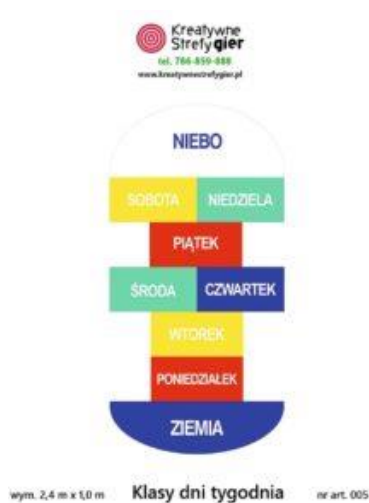 Kreatywne
Strefy gier
tel. 786-859-888
www.kreatywnestrefygier.pl
NIEBO
SOBOTA NIEDZIELA
PIĄTEK
ŚRODA CZWARTEK
WTOREK
PONIEDZIAŁEK
ZIEMIA
wym. 2,4 m x 1,0 m Klasy dni tygodnia nr art. 005